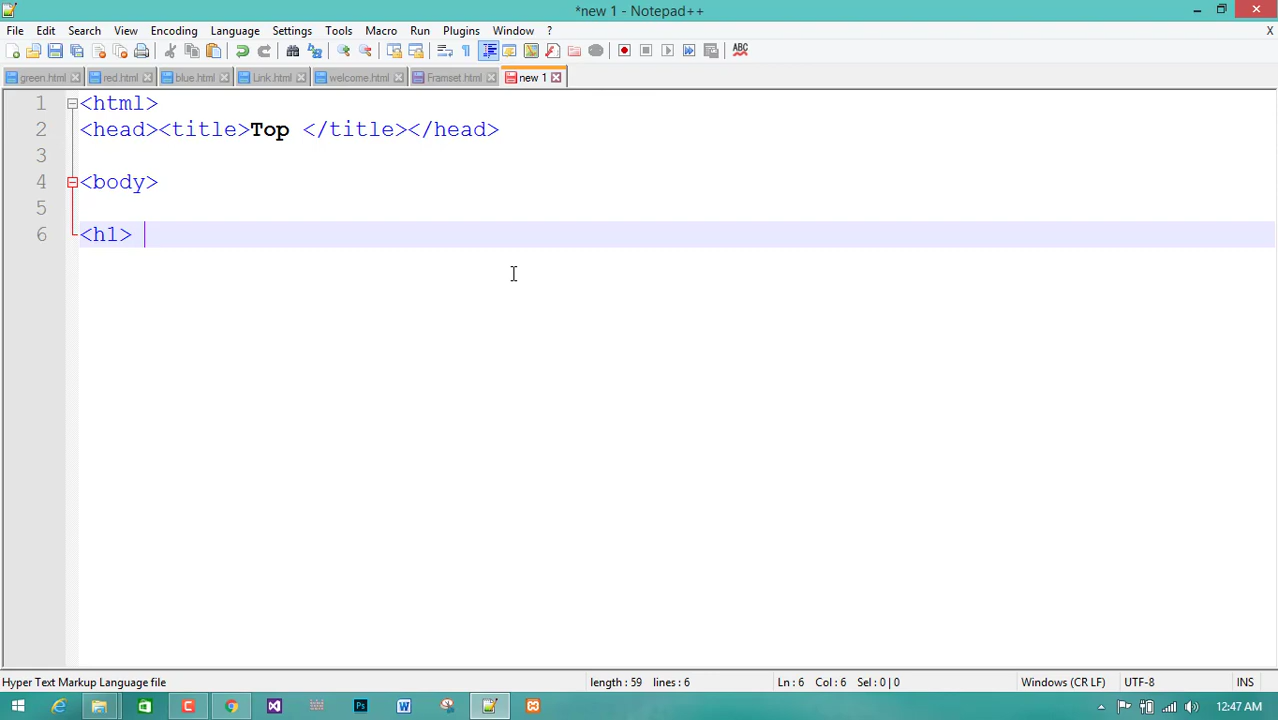 *new 1 - Notepad++
File Edit Search View Encoding Language Settings Tools Macro Run Plugins Window ? X
ABC
green.html red.html blue.html Link.html welcome.html Framset.html new 1
1 <html>
2 <head><title>Top </title></head>
3
4 <body>
5
6 <h1>
Hyper Text Markup Language file length : 59 lines : 6 Ln : 6 Col : 6 Sel : 0 | 0 Windows (CR LF) UTF-8 INS
12:47 AM